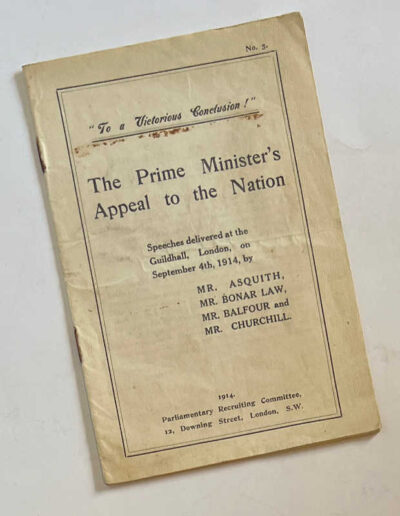 No. 5.
"To a Victorious Conclusion!"
The Prime Minister's
Appeal to the Nation
Speeches delivered at the
Guildhall, London, on
September 4th, 1914, by
MR. ASQUITH,
MR. BONAR LAW,
MR. BALFOUR and
MR. CHURCHILL.
1914.
Parliamentary Recruiting Committee,
12, Downing Street, London, S.W.